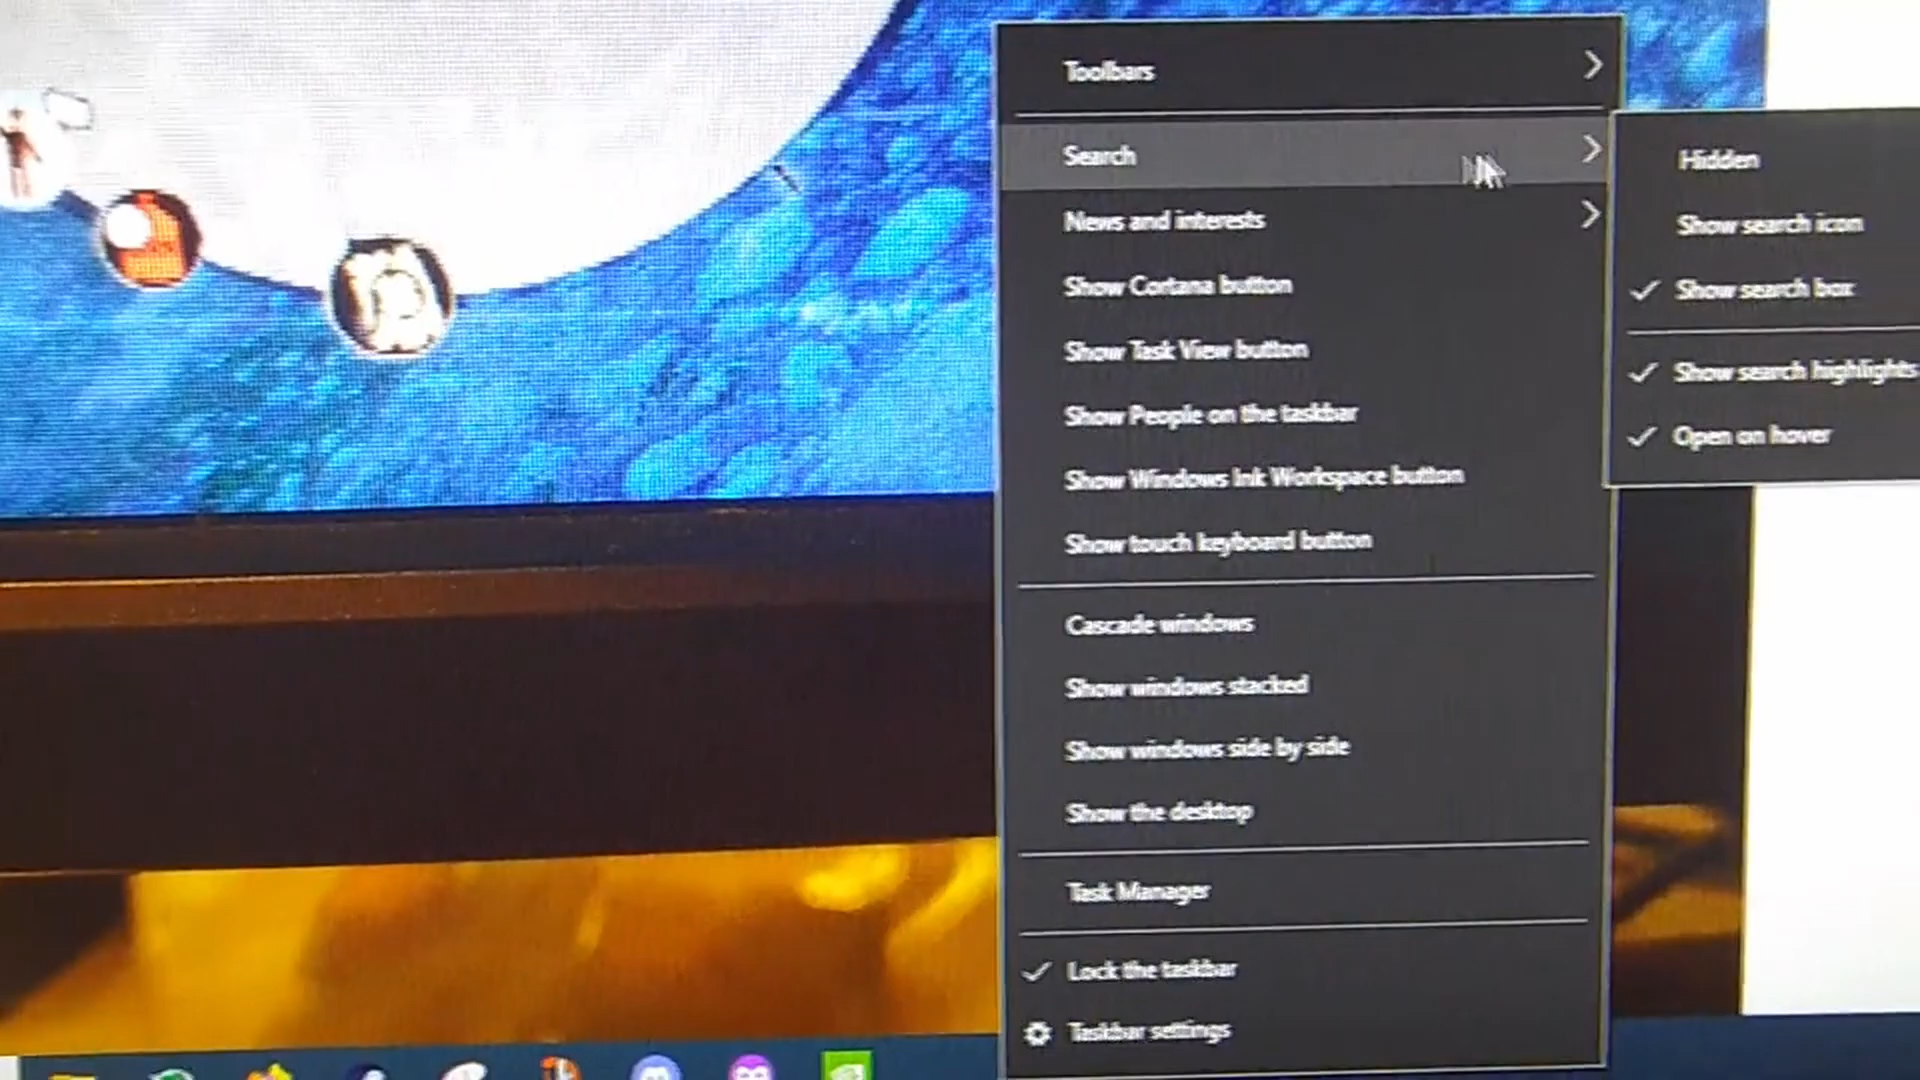 Toolbars
Search
News and interests
Show Cortana button
Show Task View button
Show People on the taskbar
Show Windows Ink Workspace button
Show touch keyboard button
Cascade windows
Show windows stacked
Show windows side by side
Show the desktop
Task Manager
Lock the taskbar
Taskbar settings
Hidden
Show search icon
Show search box
Show search highlights
Open on hover